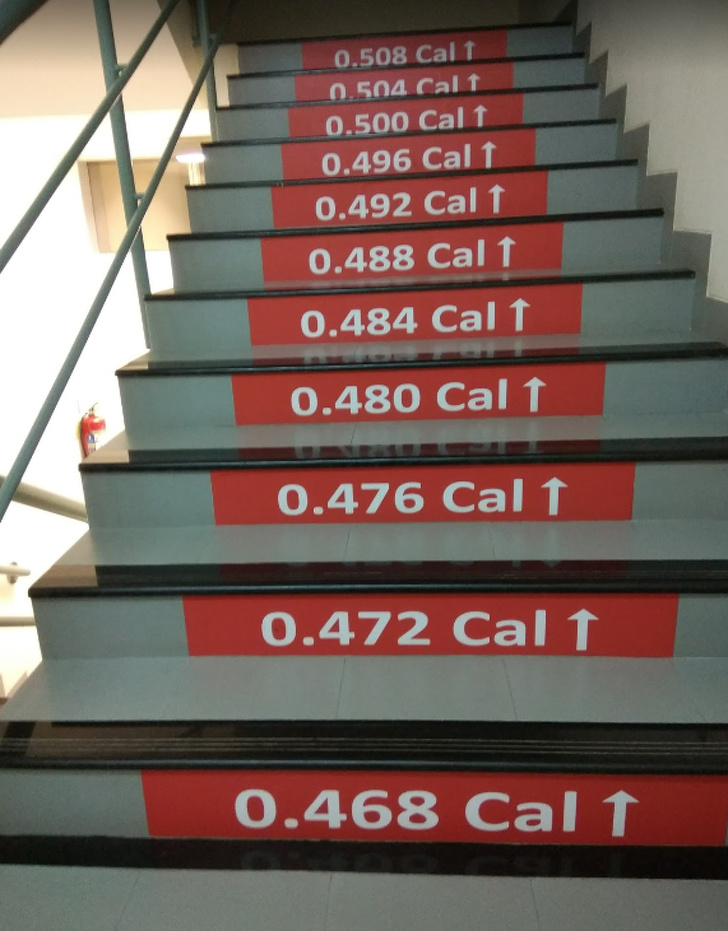 0.508 Cal ↑
0.504 Cal ↑
0.500 Cal ↑
0.496 Cal ↑
0.492 Cal ↑
0.488 Cal ↑
0.484 Cal ↑
0.480 Cal ↑
0.476 Cal ↑
0.472 Cal ↑
0.468 Cal ↑